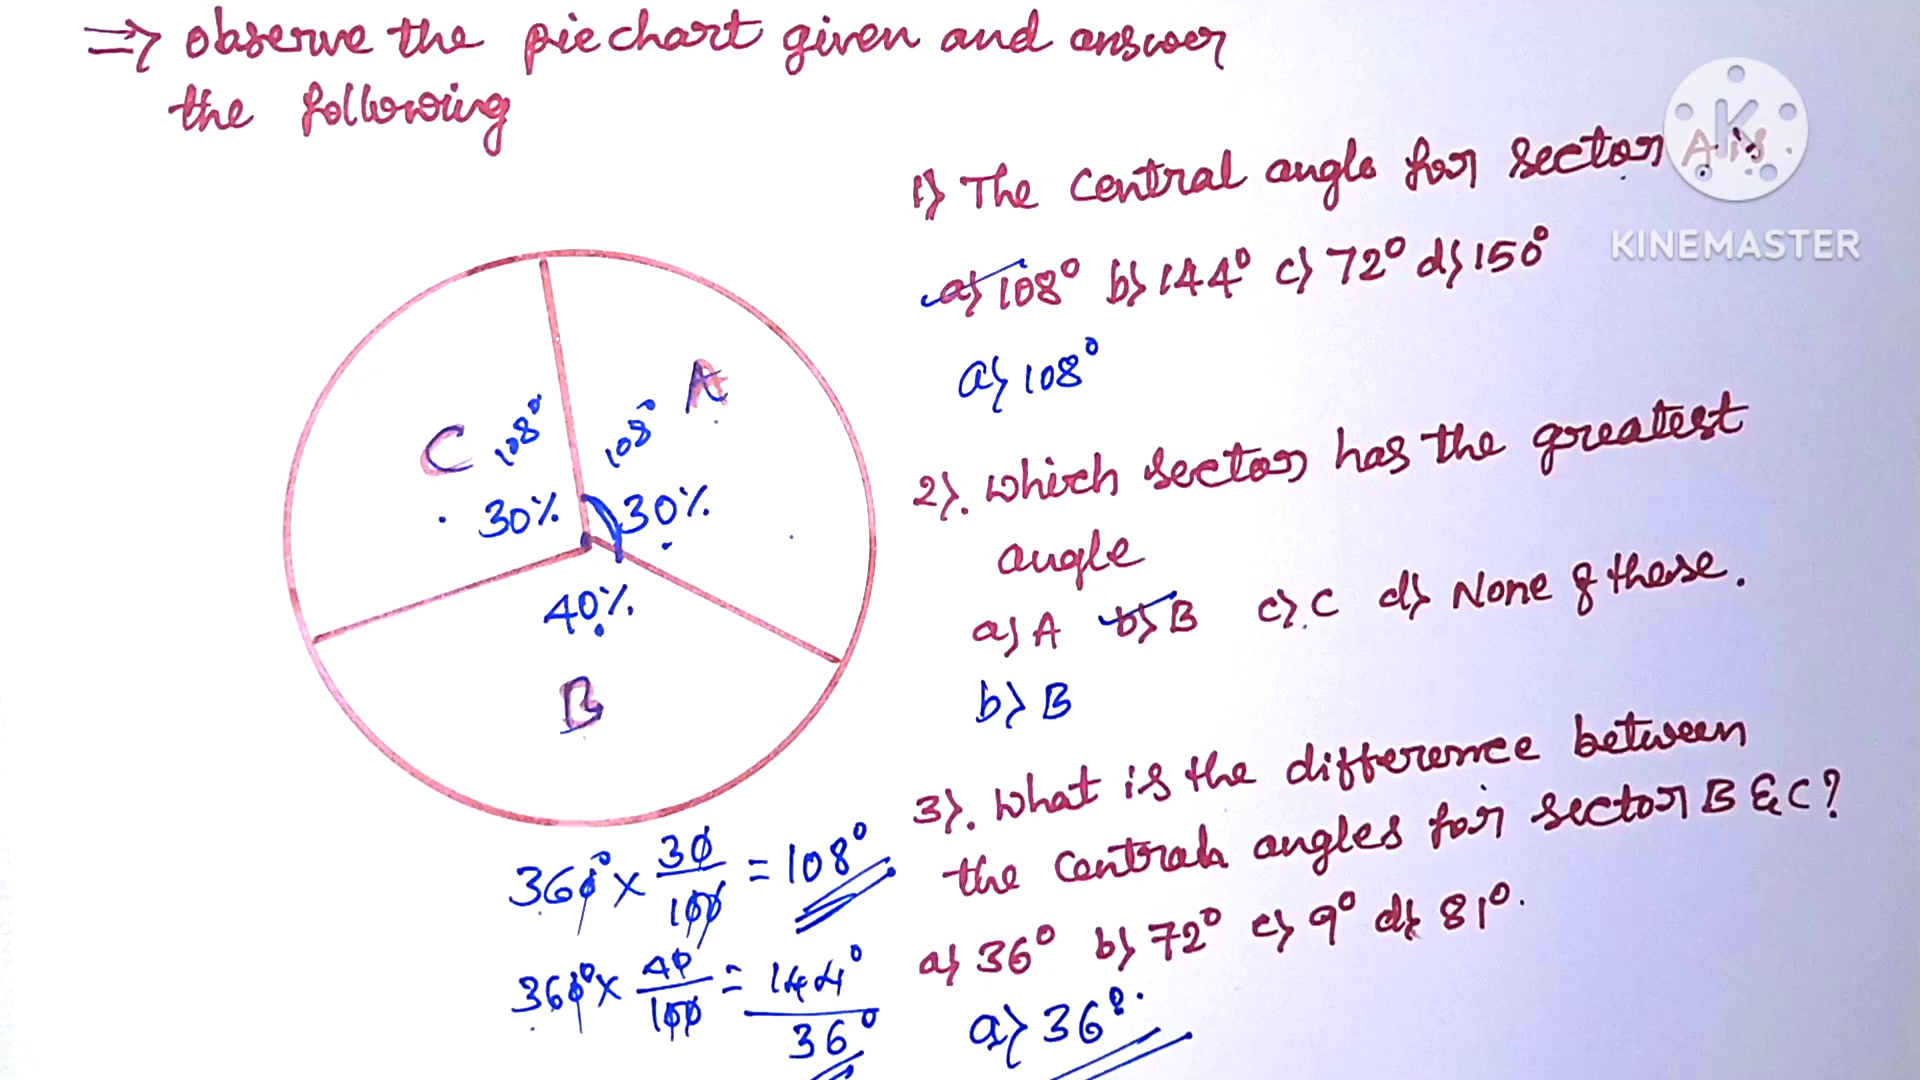 => observe the pie chart given and answer
the following
1) The central angle for sector A is.
a) 108° b) 144° c) 72° d) 150°
KINEMASTER
a) 108°
2). which sector has the greatest
angle
a) A b) B c) C d) None of these.
b) B
3). What is the difference between
the central angles for sector B & C?
a) 36° b) 72° c) 9° d) 81°.
a) 36°.
A
C
108°
108°
30%
30%
40%
B
360° × 30/100 = 108°
360° × 40/100 = 144°
36°